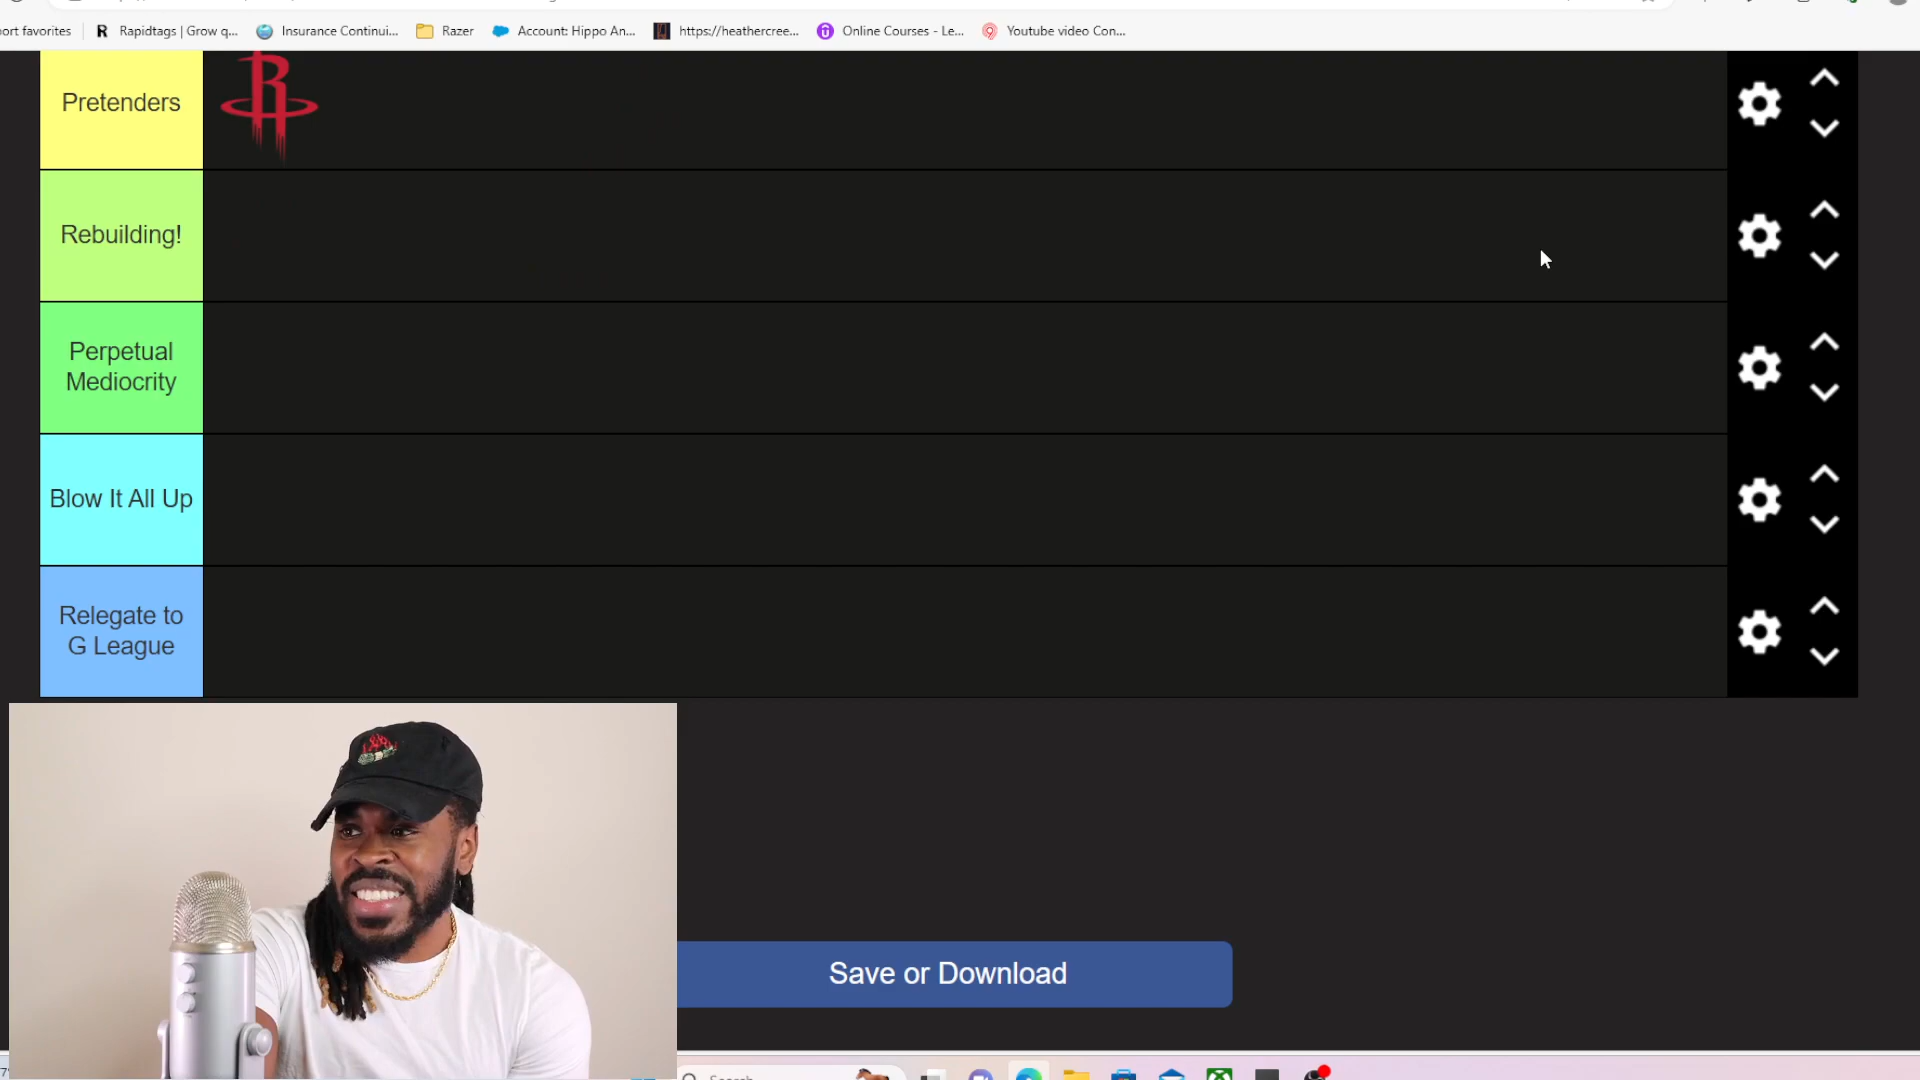 ort favorites
Rapidtags | Grow q...
Insurance Continui...
Razer
Account: Hippo An...
https://heathercree...
Online Courses - Le...
Youtube video Con...
Pretenders
R
Rebuilding!
Perpetual
Mediocrity
Blow It All Up
Relegate to
G League
Save or Download
Search